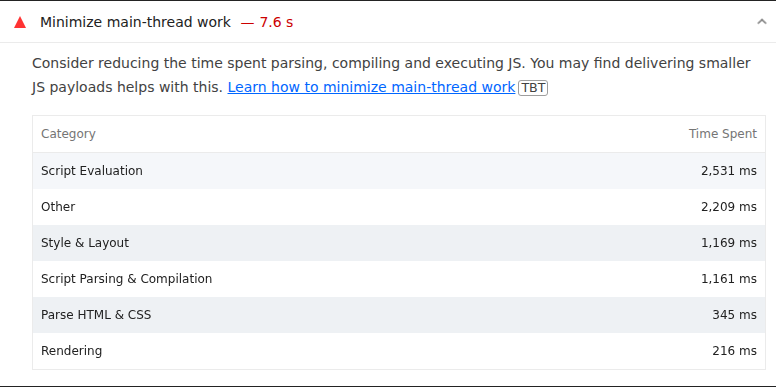 Minimize main-thread work — 7.6 s
Consider reducing the time spent parsing, compiling and executing JS. You may find delivering smaller
JS payloads helps with this. Learn how to minimize main-thread work TBT
Category Time Spent
Script Evaluation 2,531 ms
Other 2,209 ms
Style & Layout 1,169 ms
Script Parsing & Compilation 1,161 ms
Parse HTML & CSS 345 ms
Rendering 216 ms